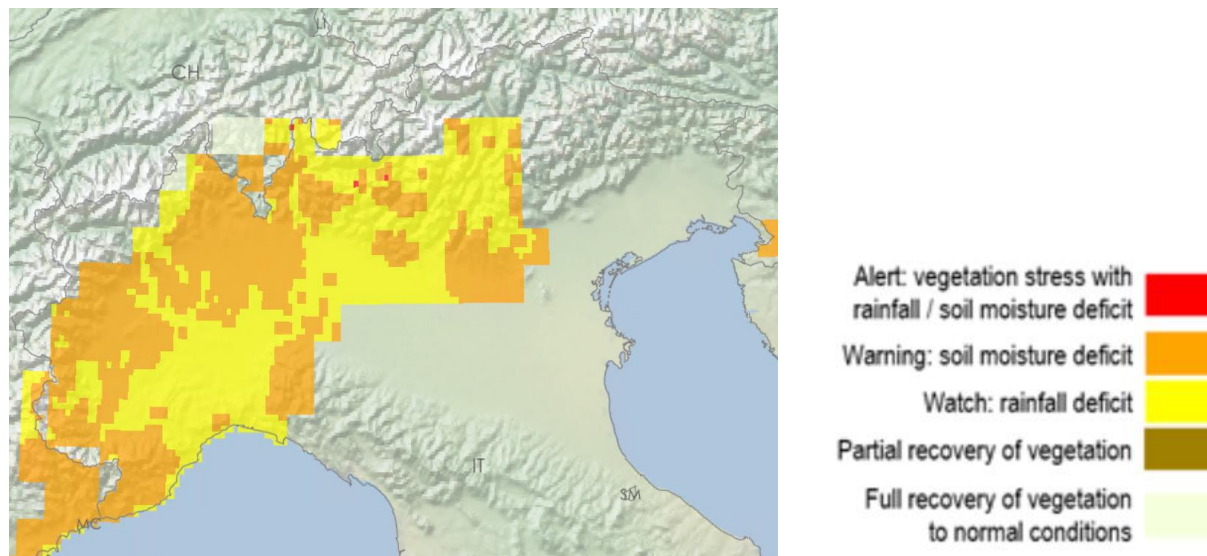 LI
CH
IT
SM
MC
Alert: vegetation stress with
rainfall / soil moisture deficit
Warning: soil moisture deficit
Watch: rainfall deficit
Partial recovery of vegetation
Full recovery of vegetation
to normal conditions